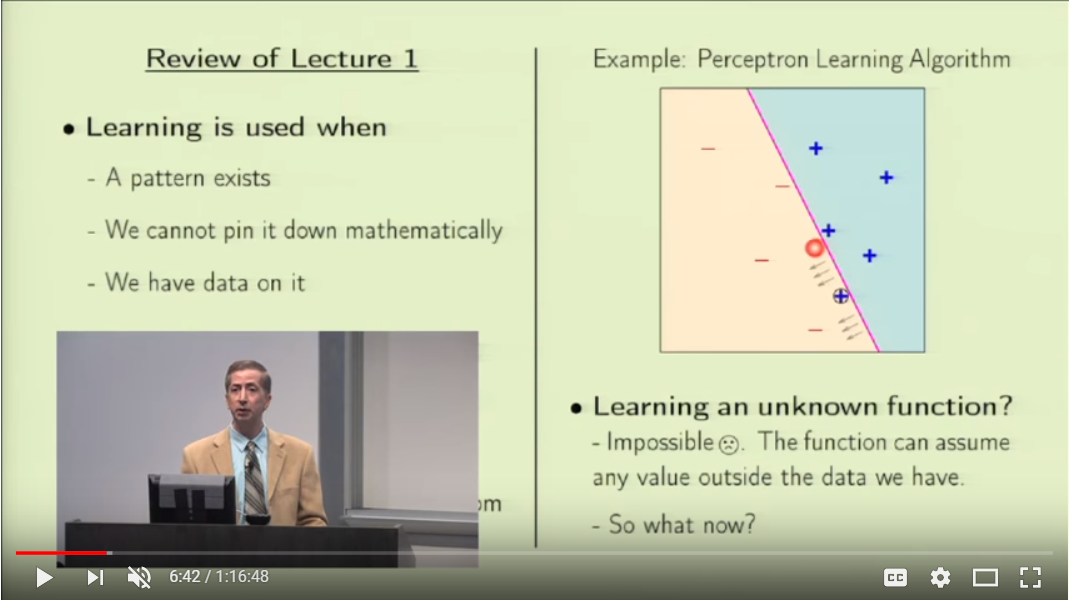 Review of Lecture 1
• Learning is used when
- A pattern exists
- We cannot pin it down mathematically
- We have data on it
Example: Perceptron Learning Algorithm
• Learning an unknown function?
- Impossible ☹. The function can assume
any value outside the data we have.
- So what now?
6:42 / 1:16:48
CC